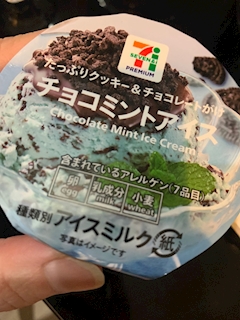 7
SEVEN & i
PREMIUM
たっぷりクッキー&チョコレートがけ
チョコミントアイス
Chocolate Mint Ice Cream
含まれているアレルゲン(7品目)
卵 egg
乳成分 milk
小麦 wheat
種類別 アイスミルク
紙
写真はイメージです